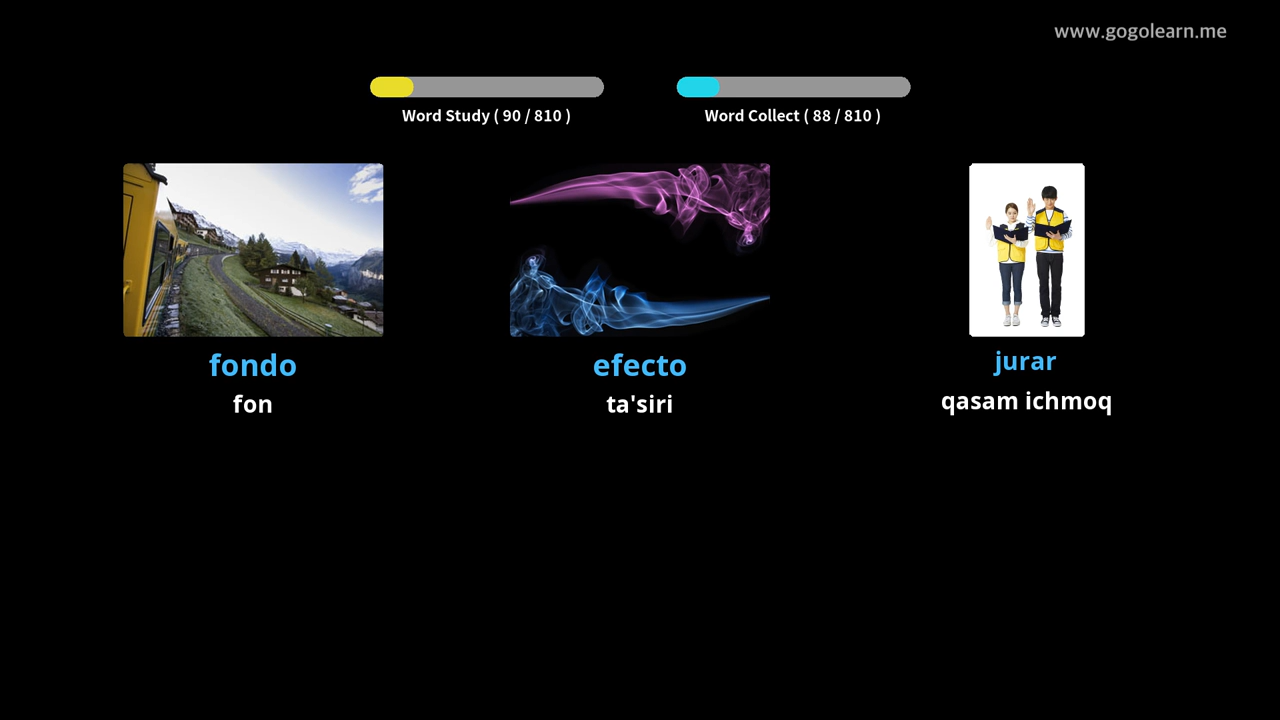 www.gogolearn.me
Word Study ( 90 / 810 )
Word Collect ( 88 / 810 )
fondo
fon
efecto
ta'siri
jurar
qasam ichmoq